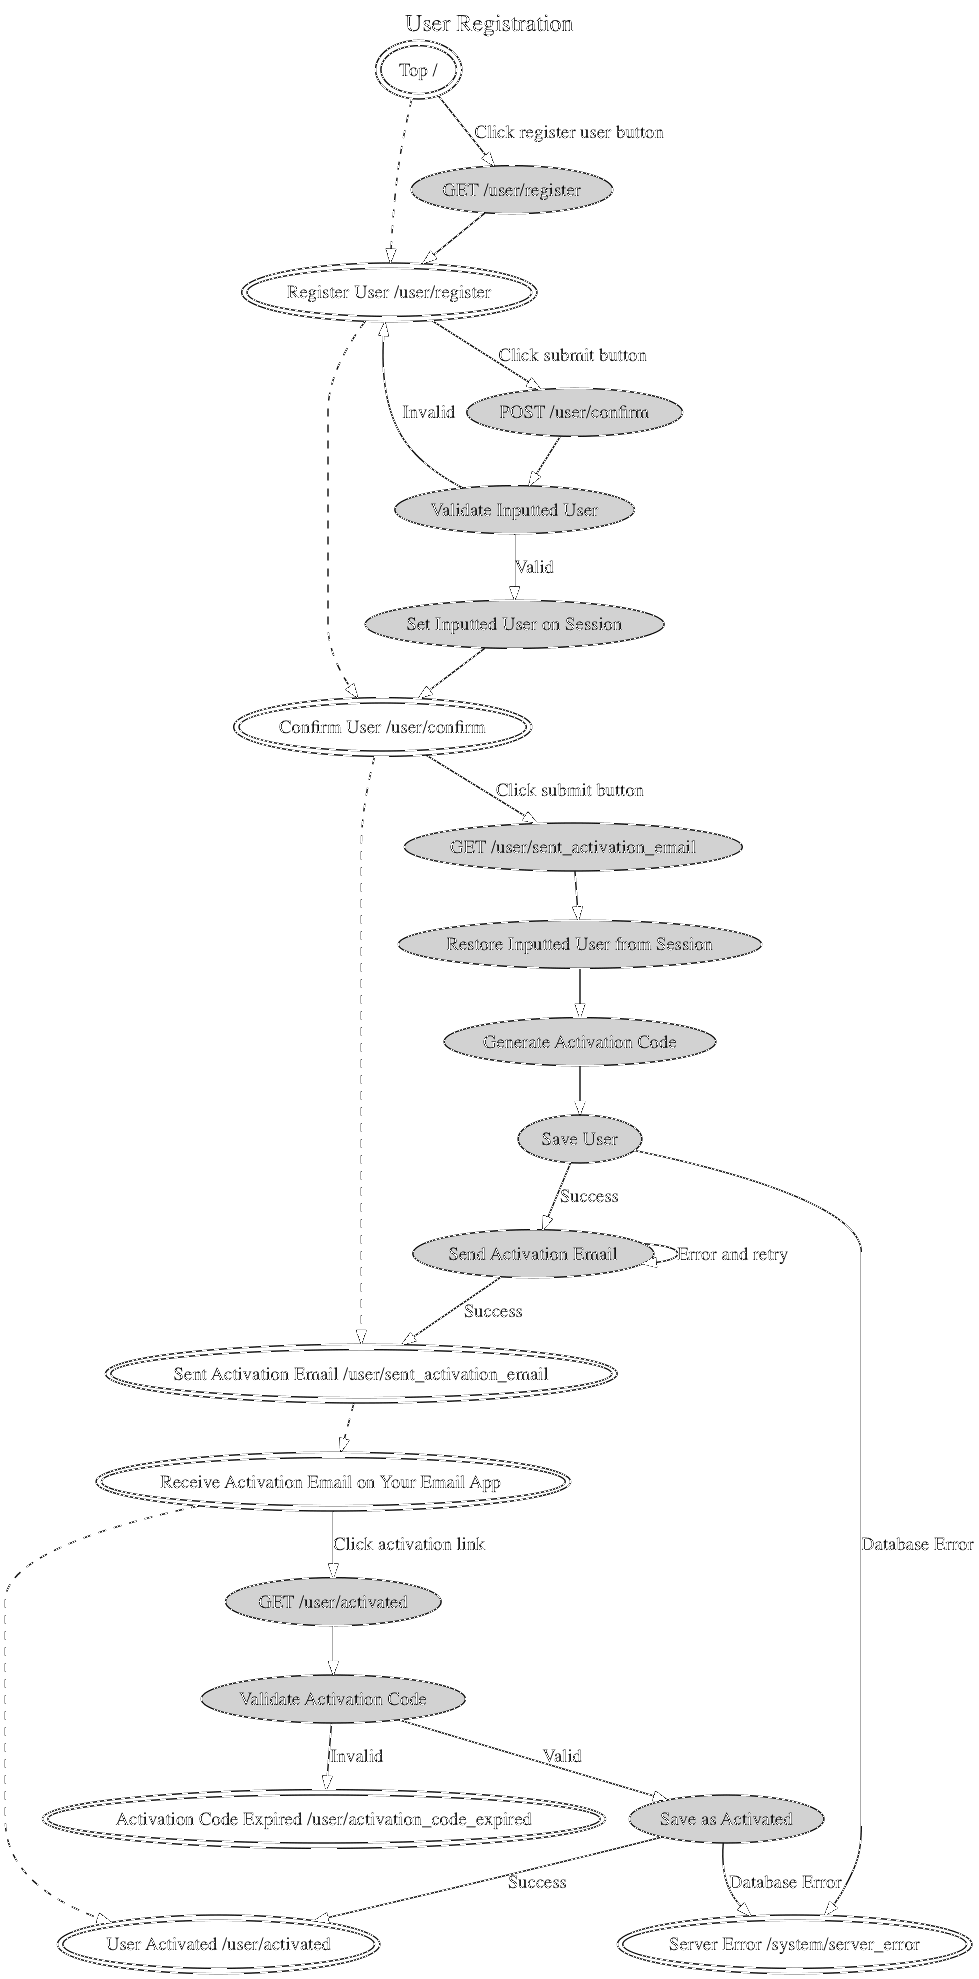 User Registration
Top /
Click register user button
GET /user/register
Register User /user/register
Click submit button
Invalid
POST /user/confirm
Validate Inputted User
Valid
Set Inputted User on Session
Confirm User /user/confirm
Click submit button
GET /user/sent_activation_email
Restore Inputted User from Session
Generate Activation Code
Save User
Success
Send Activation Email
Error and retry
Success
Sent Activation Email /user/sent_activation_email
Receive Activation Email on Your Email App
Click activation link
Database Error
GET /user/activated
Validate Activation Code
Invalid
Valid
Activation Code Expired /user/activation_code_expired
Save as Activated
Success
Database Error
User Activated /user/activated
Server Error /system/server_error